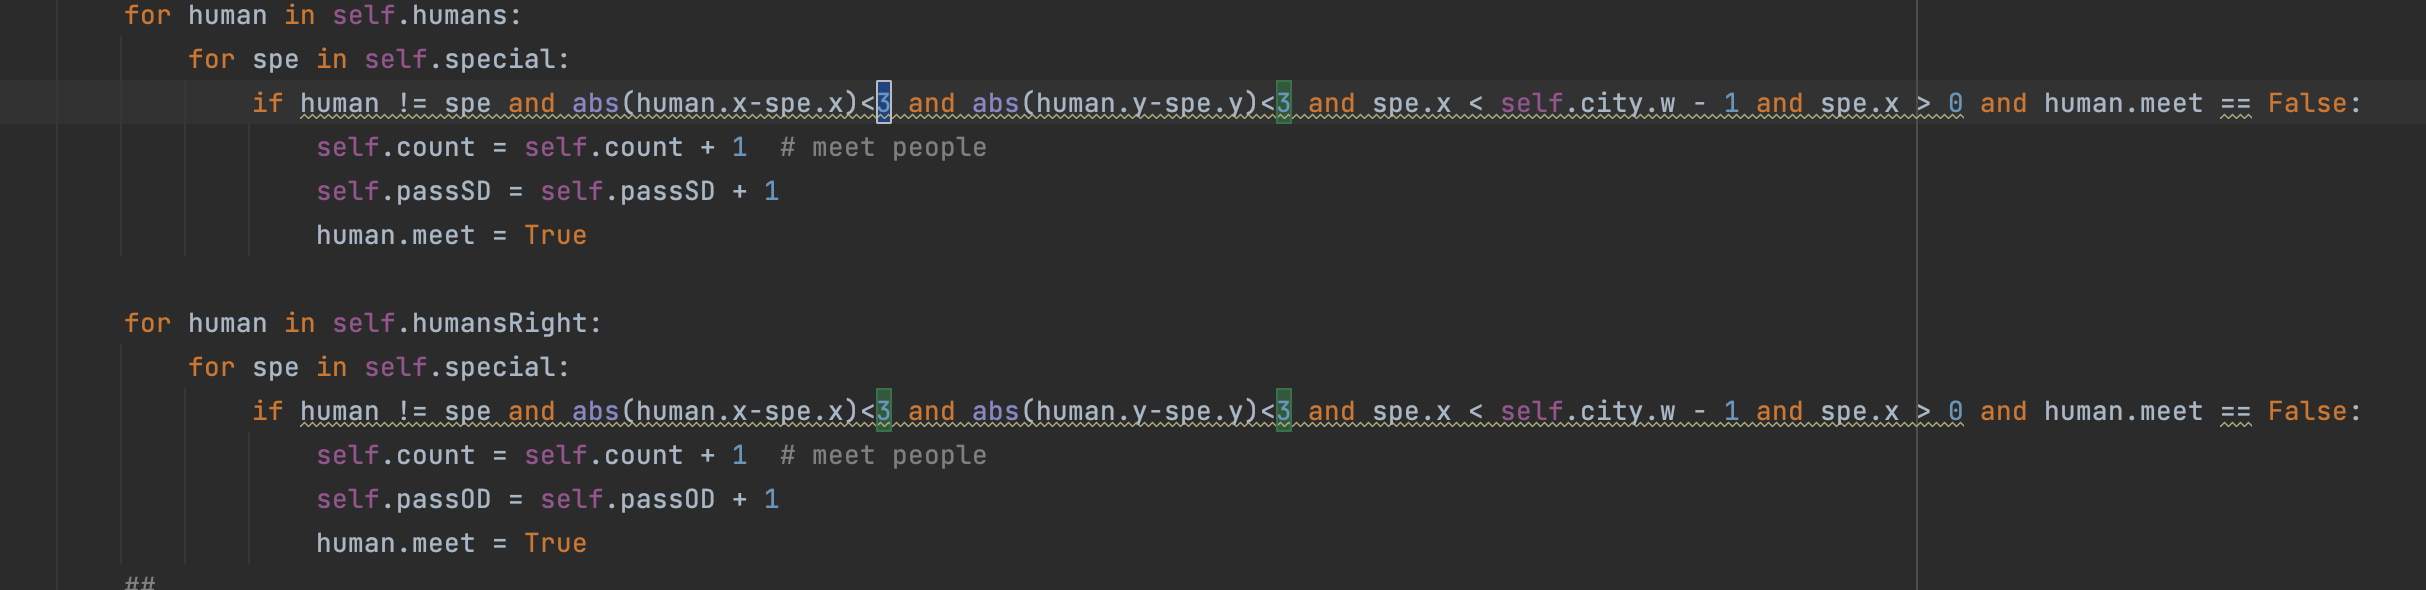 for human in self.humans:
for spe in self.special:
if human != spe and abs(human.x-spe.x)<3 and abs(human.y-spe.y)<3 and spe.x < self.city.w - 1 and spe.x > 0 and human.meet == False:
self.count = self.count + 1  # meet people
self.passSD = self.passSD + 1
human.meet = True
for human in self.humansRight:
for spe in self.special:
if human != spe and abs(human.x-spe.x)<3 and abs(human.y-spe.y)<3 and spe.x < self.city.w - 1 and spe.x > 0 and human.meet == False:
self.count = self.count + 1  # meet people
self.passOD = self.passOD + 1
human.meet = True
##